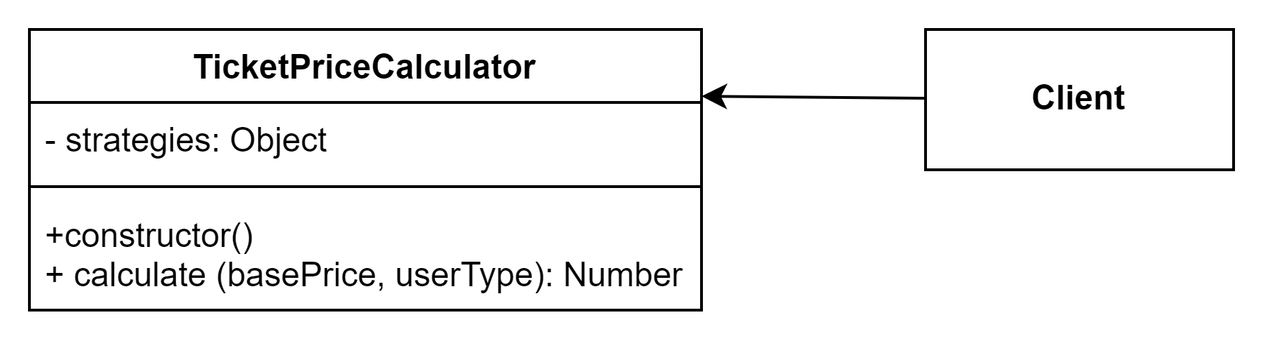 TicketPriceCalculator
- strategies: Object
+constructor()
+ calculate (basePrice, userType): Number
Client